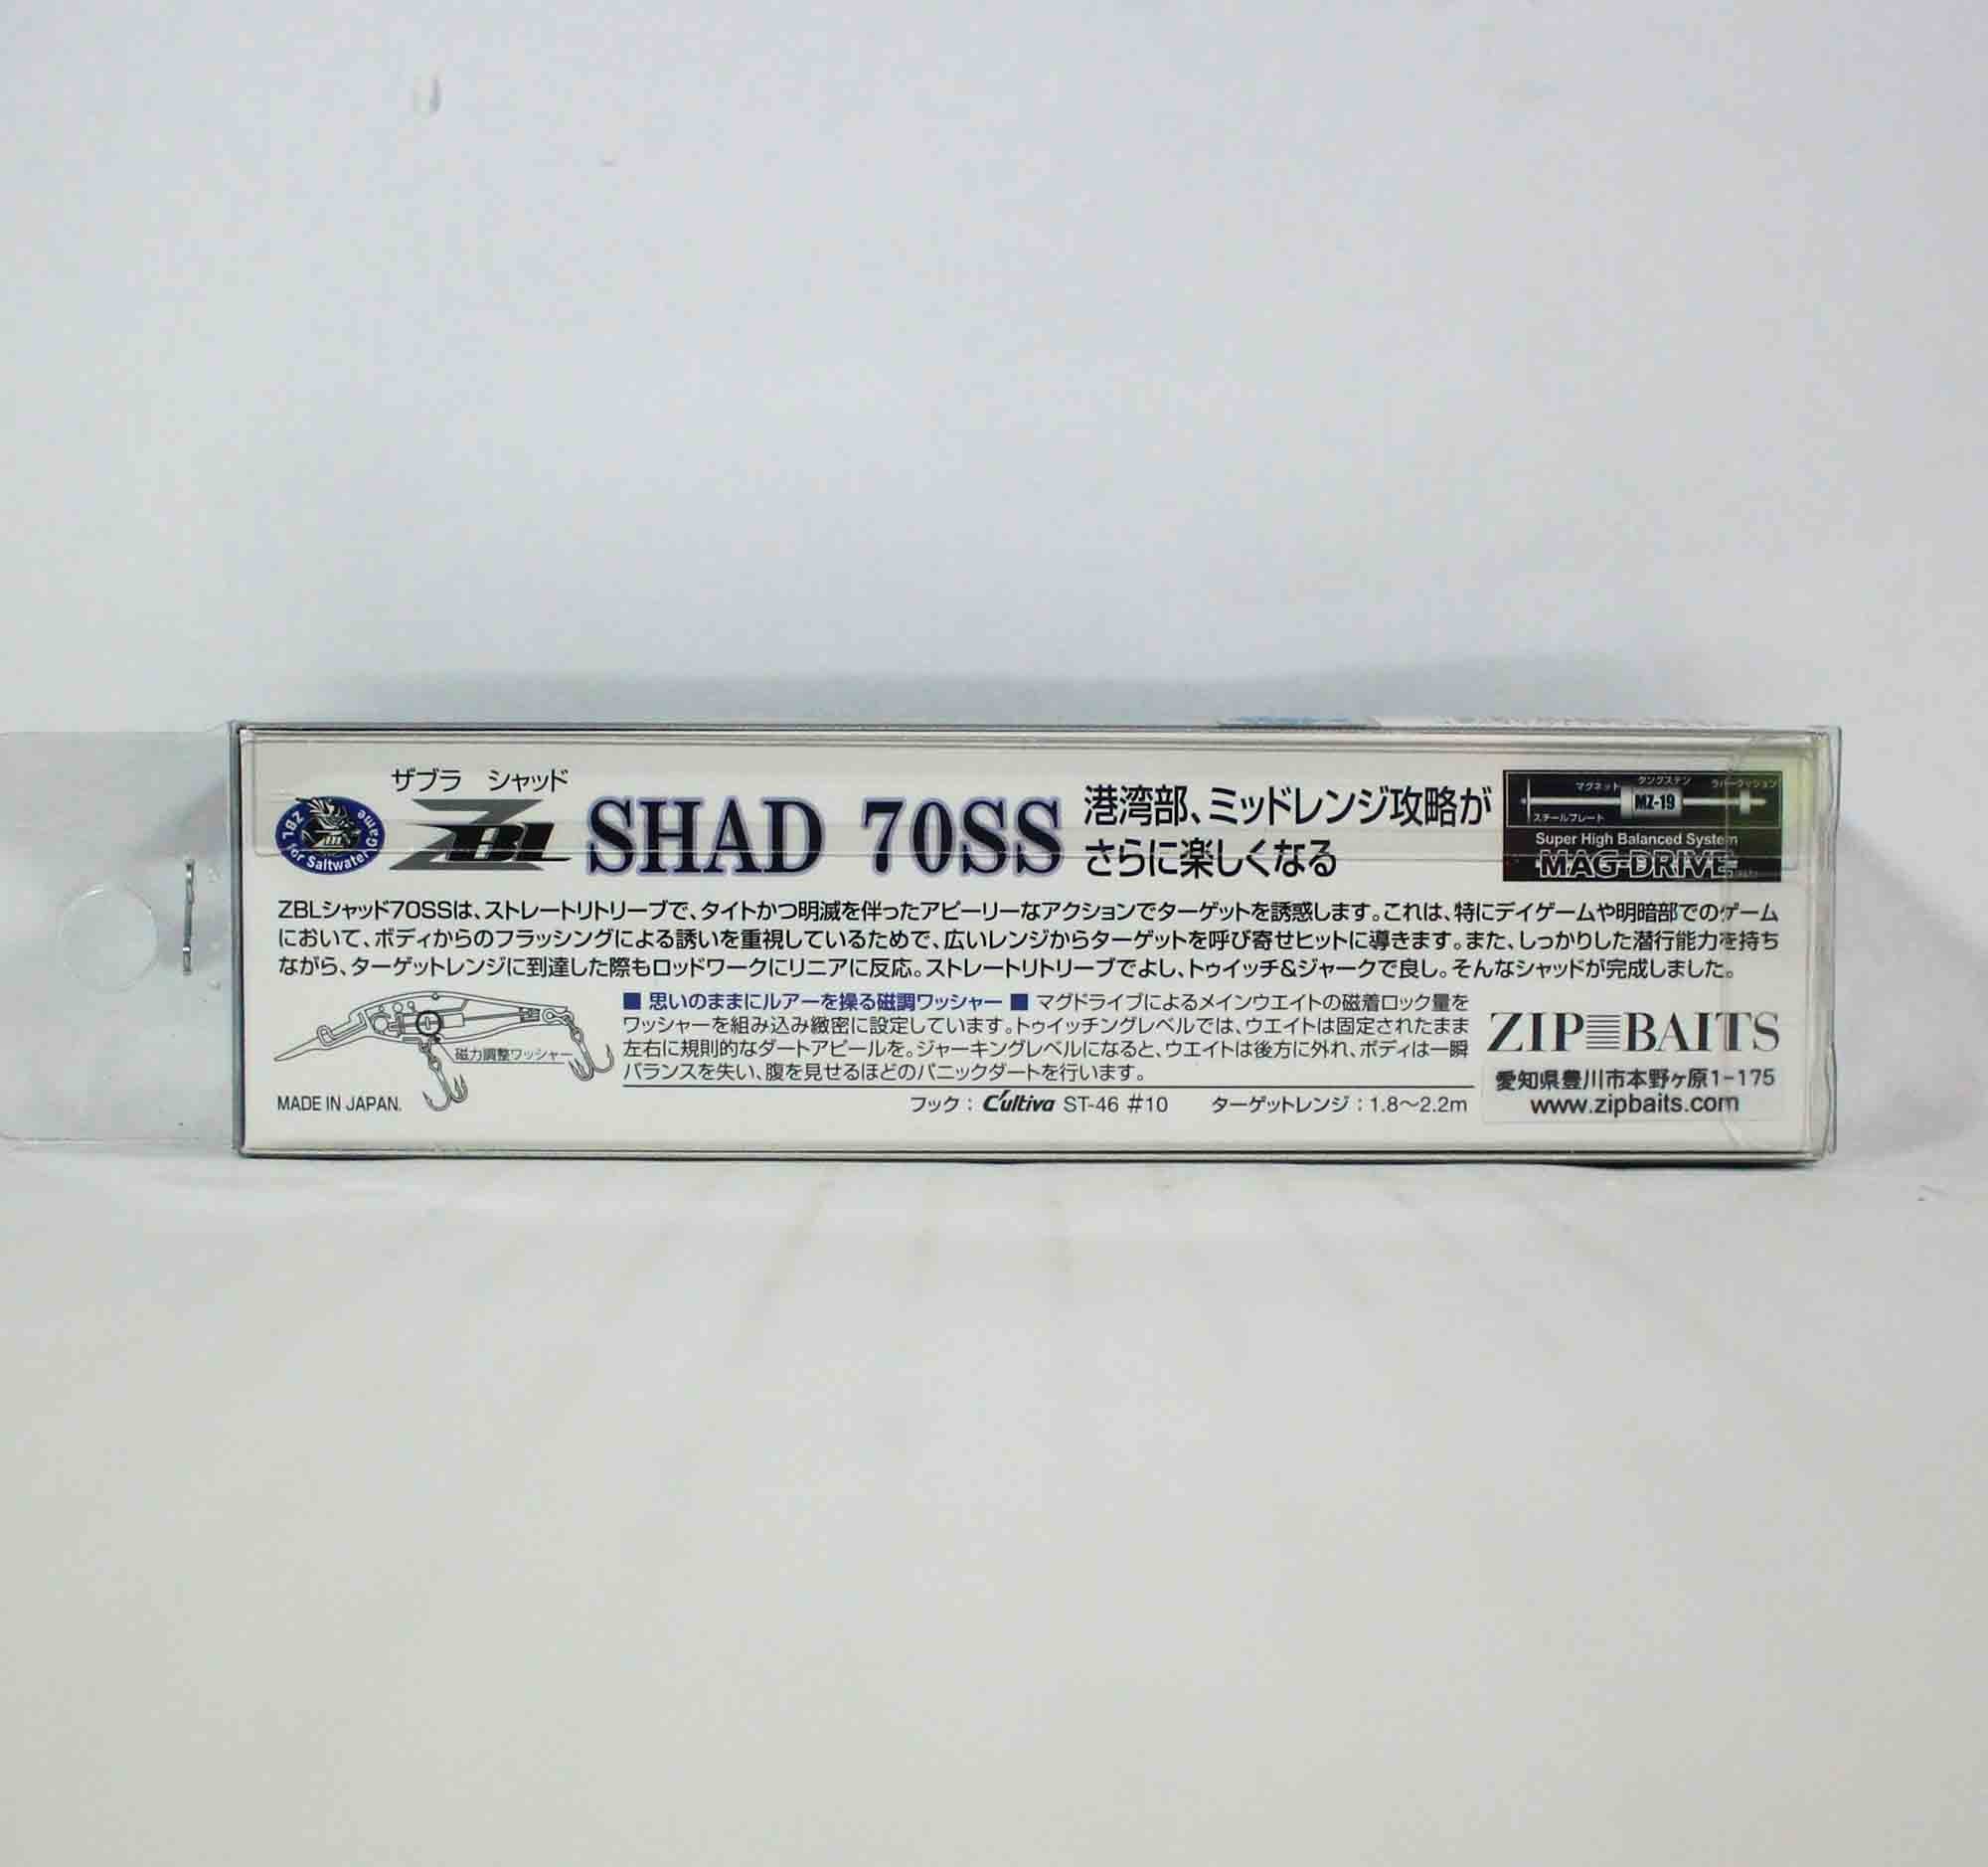 ザブラ シャッド
ZBL for Saltwater Game
ZBL SHAD 70SS
港湾部、ミッドレンジ攻略が
さらに楽しくなる
マグネット タングステン ラバークッション
MZ-19
スチールプレート
Super High Balanced System
MAG-DRIVE
ZBLシャッド70SSは、ストレートリトリーブで、タイトかつ明滅を伴ったアピーリーなアクションでターゲットを誘惑します。これは、特にデイゲームや明暗部でのゲーム
において、ボディからのフラッシングによる誘いを重視しているためで、広いレンジからターゲットを呼び寄せヒットに導きます。また、しっかりした潜行能力を持ち
ながら、ターゲットレンジに到達した際もロッドワークにリニアに反応。ストレートリトリーブでよし、トゥイッチ&ジャークで良し。そんなシャッドが完成しました。
磁力調整ワッシャー
MADE IN JAPAN.
■ 思いのままにルアーを操る磁調ワッシャー ■ マグドライブによるメインウエイトの磁着ロック量を
ワッシャーを組み込み緻密に設定しています。トゥイッチングレベルでは、ウエイトは固定されたまま
左右に規則的なダートアピールを。ジャーキングレベルになると、ウエイトは後方に外れ、ボディは一瞬
バランスを失い、腹を見せるほどのパニックダートを行います。
フック：C'ultiva ST-46 #10 ターゲットレンジ：1.8〜2.2m
ZIP BAITS
愛知県豊川市本野ヶ原1-175
www.zipbaits.com